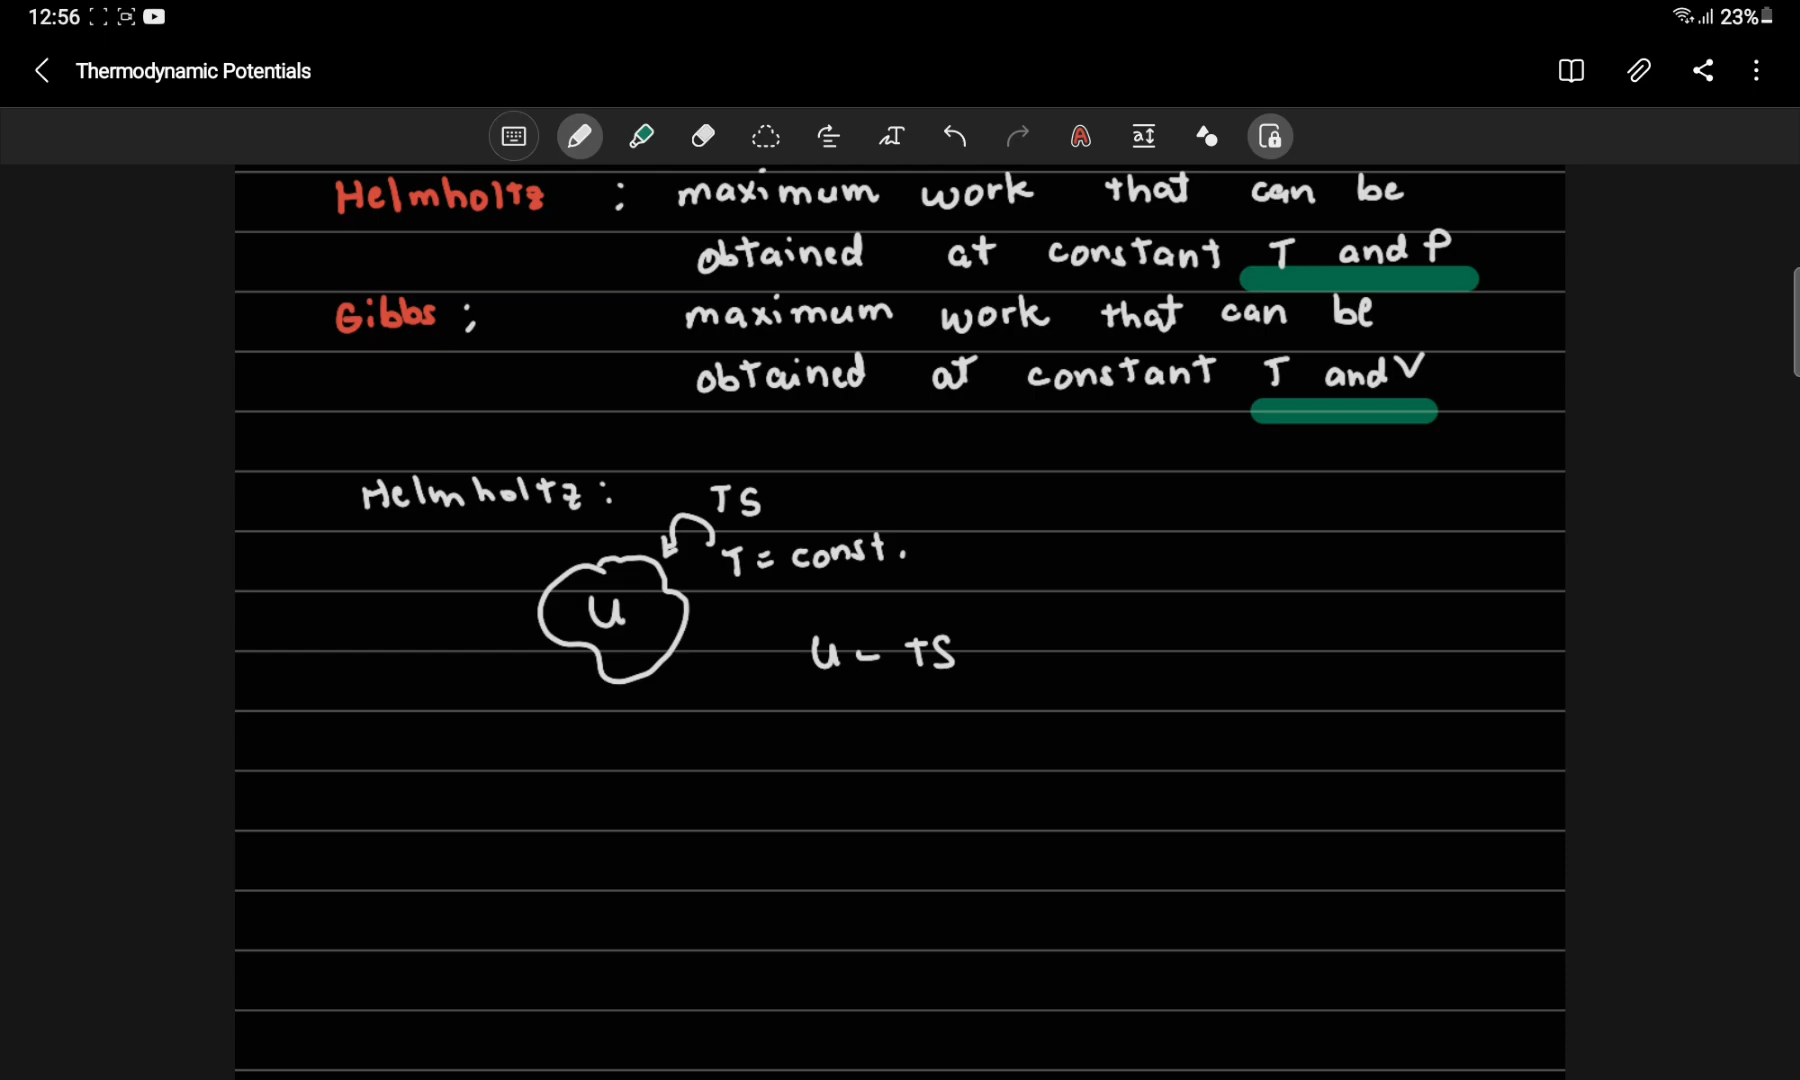 12:56
23%
Thermodynamic Potentials
Helmholtz : maximum work that can be
obtained at constant T and P
Gibbs ; maximum work that can be
obtained at constant T and V
Helmholtz : TS
T = const.
U
U - TS